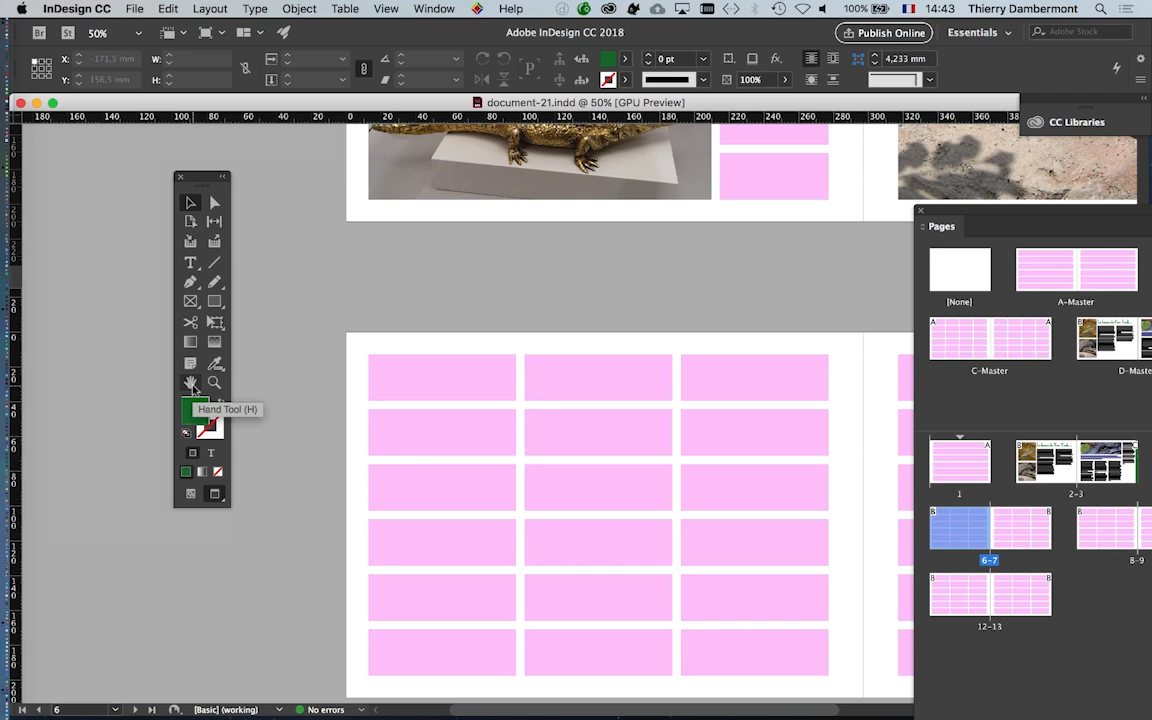 InDesign CC File Edit Layout Type Object Table View Window Help 100% 14:43 Thierry Dambermont
Br St 50% Adobe InDesign CC 2018 Publish Online Essentials Adobe Stock
X: -171,5 mm W: 0 pt fx. 4,233 mm
Y: 156,5 mm H: P 100%
document-21.indd @ 50% [GPU Preview]
CC Libraries
180 160 140 120 100 80 60 40 20 0 20 40 60 80 100 120 140 160 180 200 220 240 260 280 300 320 340 360
Pages
[None] A-Master
A A B
C-Master D-Maste
Hand Tool (H)
T
A B C
1 2-3
B B B
6-7 8-9
B B
12-13
6 [Basic] (working) No errors